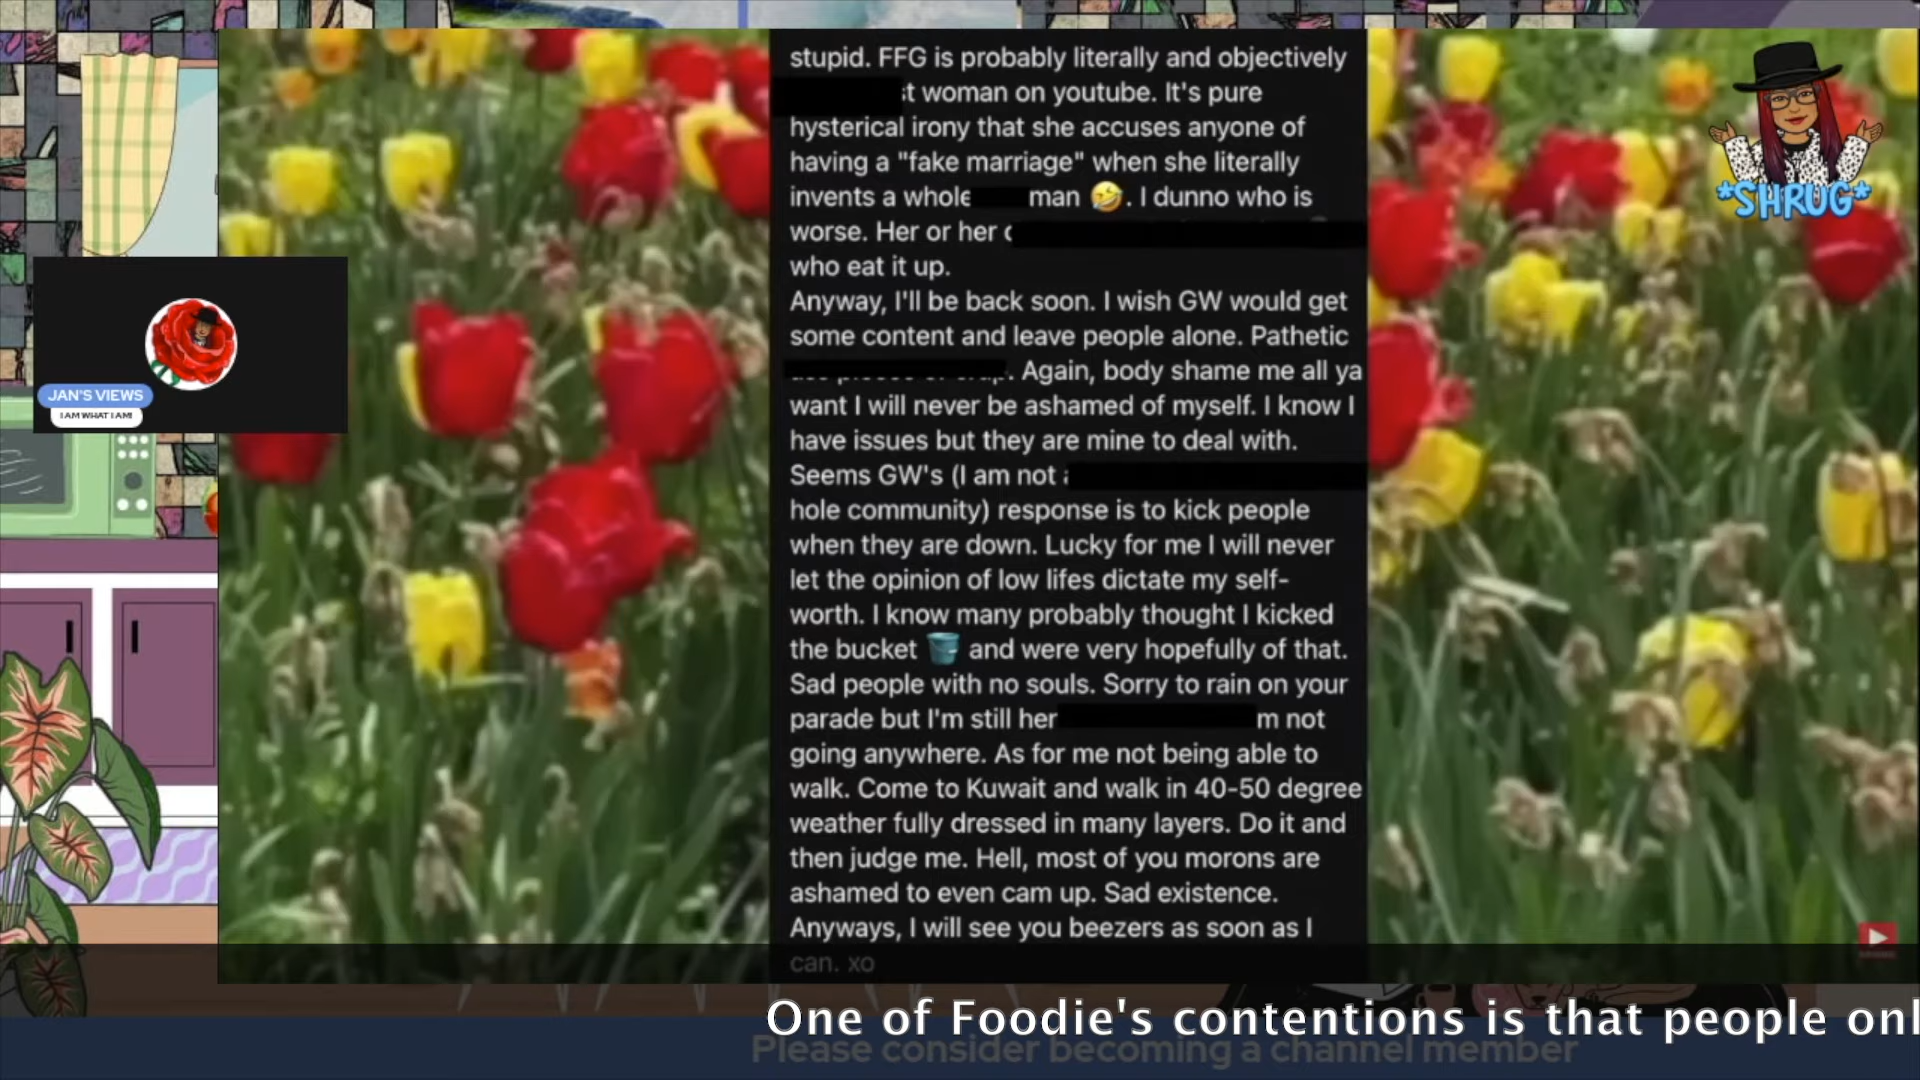 stupid. FFG is probably literally and objectively
st woman on youtube. It's pure
hysterical irony that she accuses anyone of
having a "fake marriage" when she literally
invents a whole man 🤣. I dunno who is
worse. Her or her
who eat it up.
Anyway, I'll be back soon. I wish GW would get
some content and leave people alone. Pathetic
. Again, body shame me all ya
want I will never be ashamed of myself. I know I
have issues but they are mine to deal with.
Seems GW's (I am not
hole community) response is to kick people
when they are down. Lucky for me I will never
let the opinion of low lifes dictate my self-
worth. I know many probably thought I kicked
the bucket 🪣 and were very hopefully of that.
Sad people with no souls. Sorry to rain on your
parade but I'm still her m not
going anywhere. As for me not being able to
walk. Come to Kuwait and walk in 40-50 degree
weather fully dressed in many layers. Do it and
then judge me. Hell, most of you morons are
ashamed to even cam up. Sad existence.
Anyways, I will see you beezers as soon as I
can. xo
*SHRUG*
JAN'S VIEWS
I AM WHAT I AM!
One of Foodie's contentions is that people onl
Please consider becoming a channel member